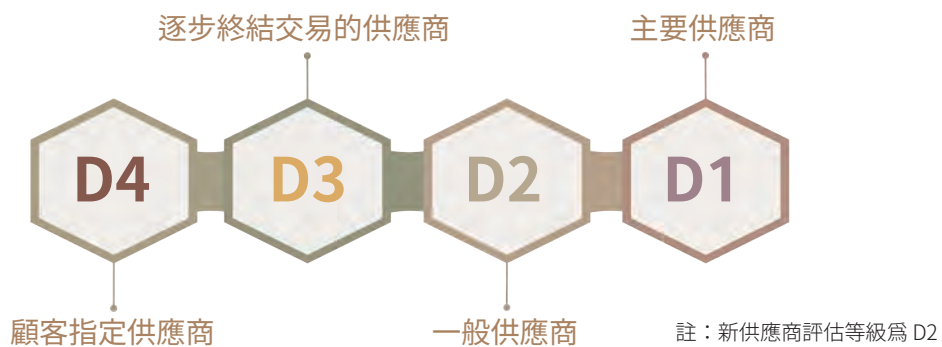 逐步終結交易的供應商
主要供應商
D4
D3
D2
D1
顧客指定供應商
一般供應商
註：新供應商評估等級爲 D2